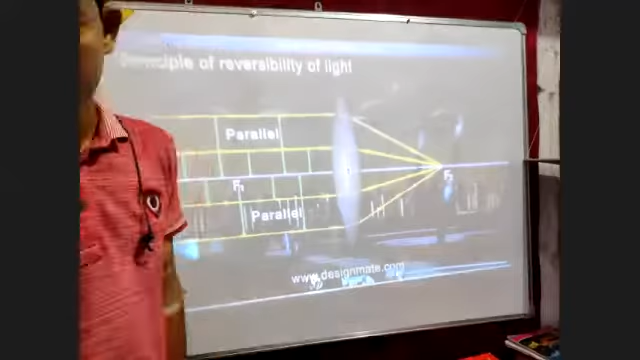 Principle of reversibility of light
Parallel
F₁
F₂
Parallel
www.designmate.com